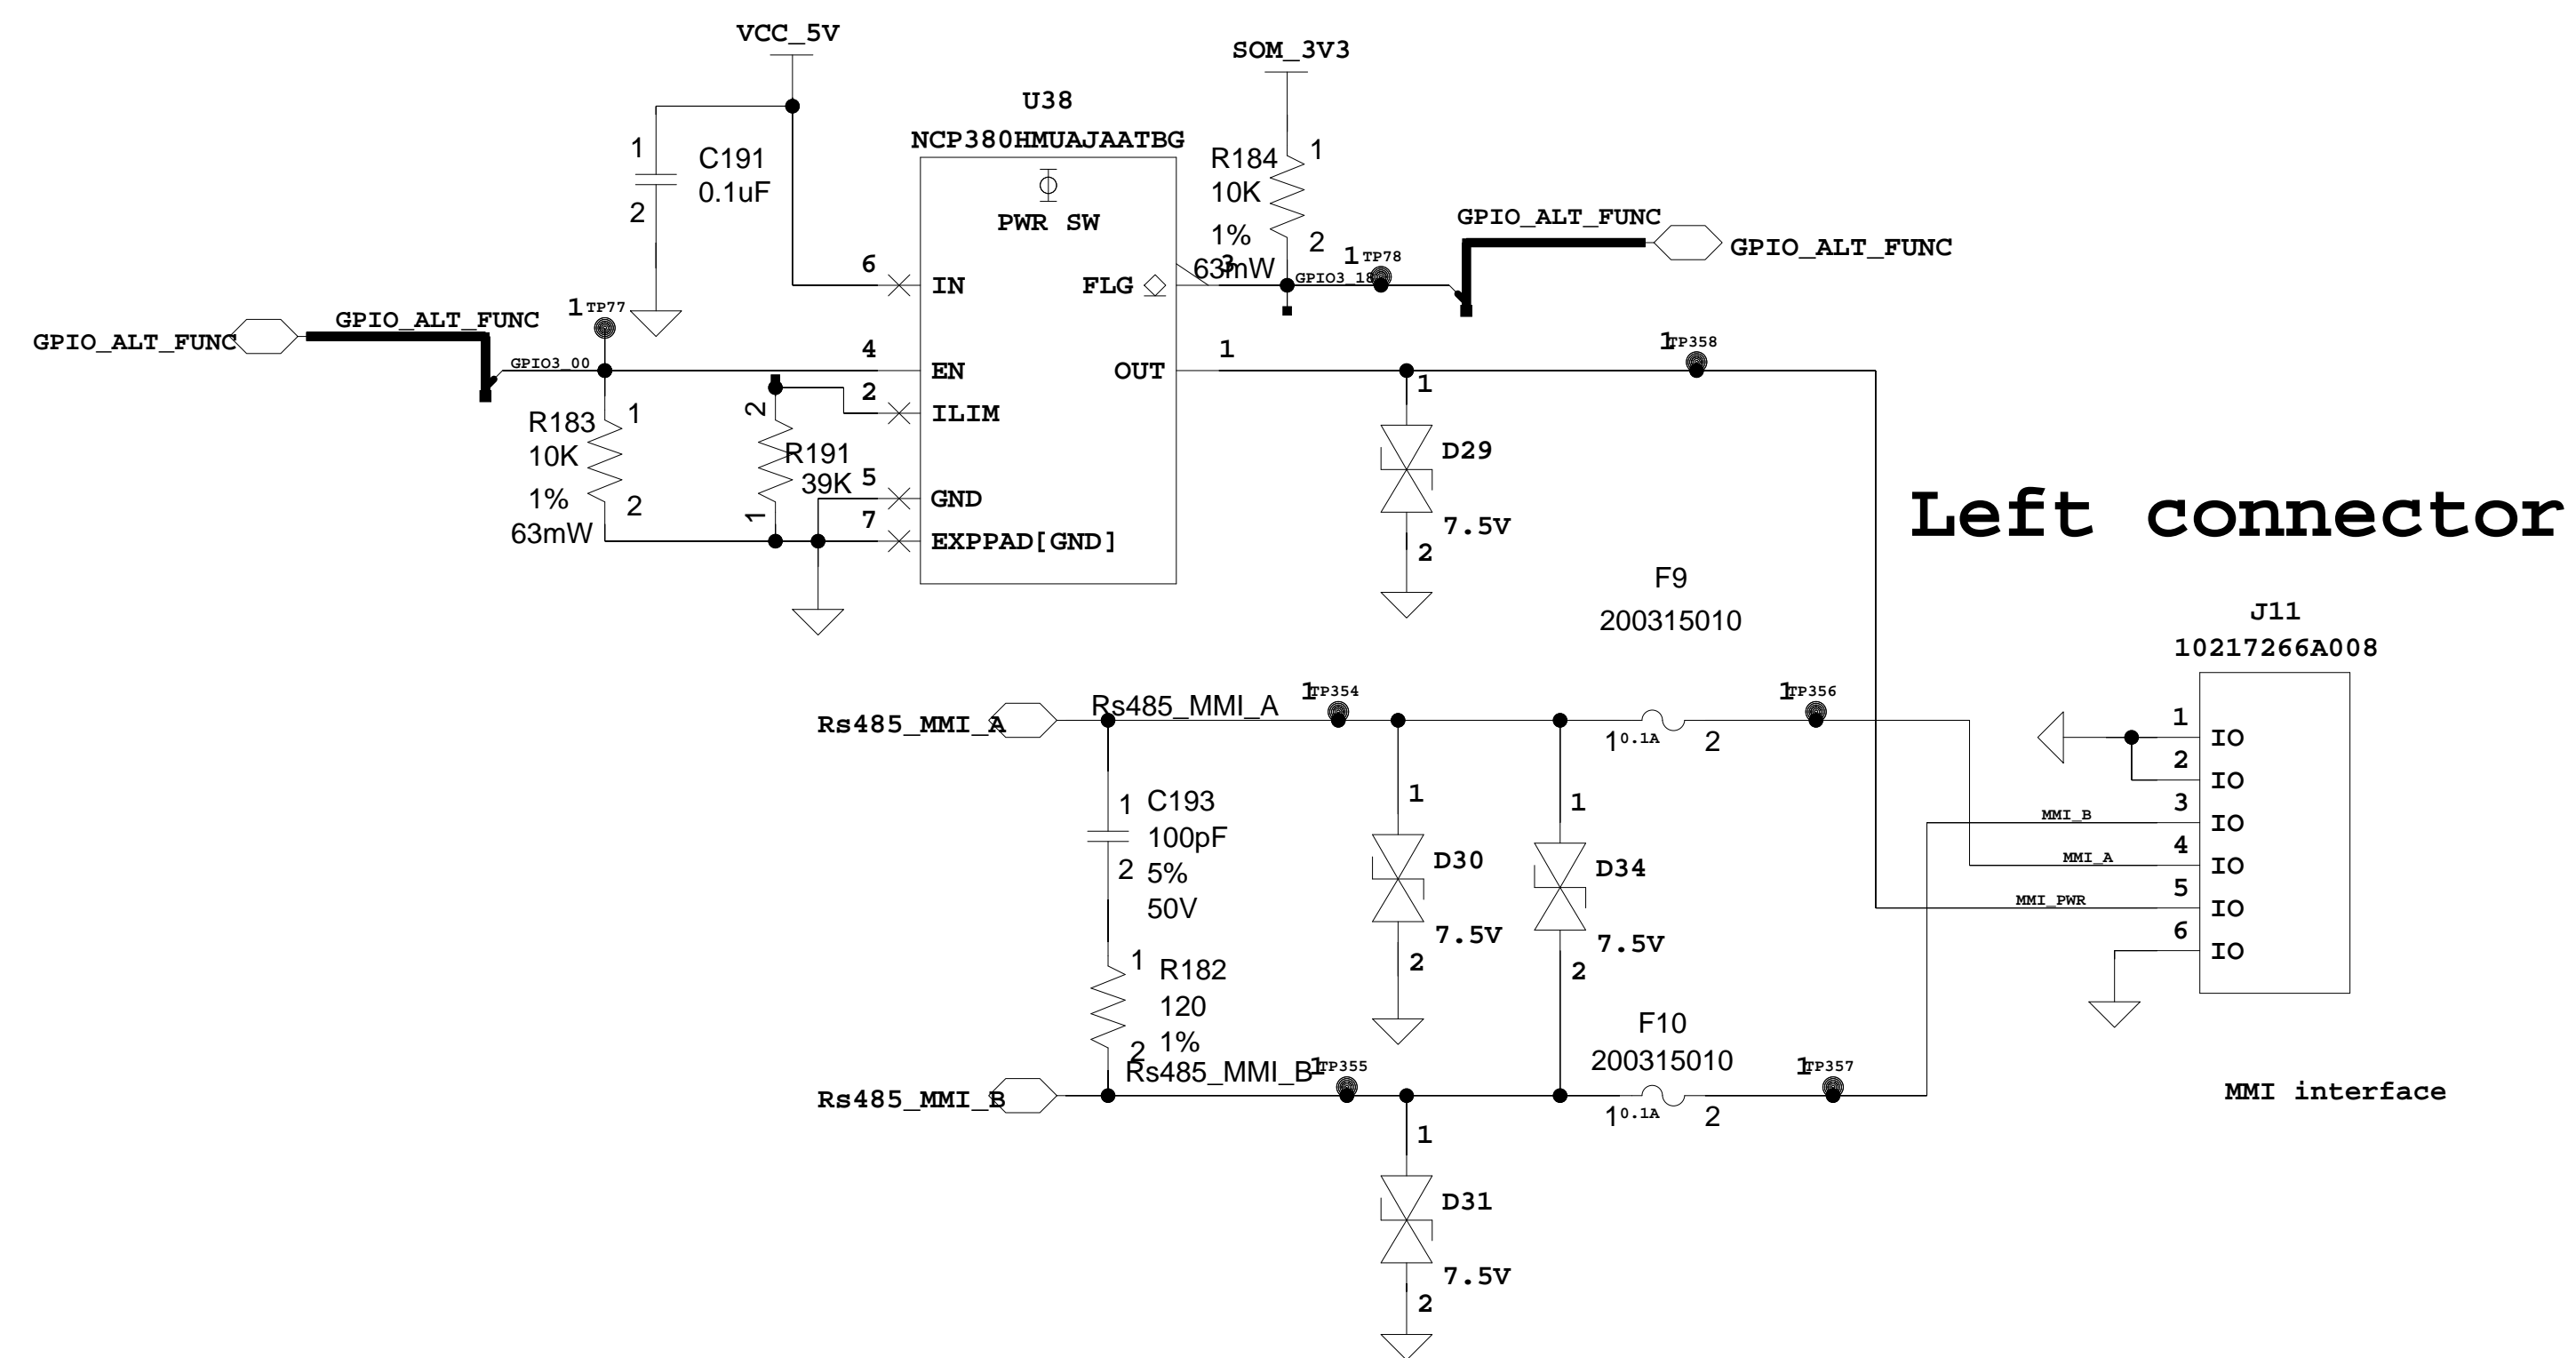 VCC_5V
SOM_3V3
U38
NCP380HMUAJAATBG
PWR SW
1
C191
0.1uF
2
R184
10K
1%
63mW
1
2
GPIO_ALT_FUNC
GPIO_ALT_FUNC
6
IN
FLG
3
GPIO3_18
1
TP78
GPIO_ALT_FUNC
GPIO_ALT_FUNC
1
TP77
GPIO3_00
4
EN
OUT
1
1
TP358
2
ILIM
R183
10K
1%
63mW
1
2
2
R191
39K
1
5
GND
7
EXPPAD[GND]
1
D29
7.5V
2
Left connector
F9
200315010
J11
10217266A008
Rs485_MMI_A
Rs485_MMI_A
1
TP354
1
0.1A
2
1
TP356
1
IO
2
IO
3
IO
MMI_B
4
IO
MMI_A
5
IO
MMI_PWR
6
IO
1
C193
100pF
2
5%
50V
1
D30
7.5V
2
1
D34
7.5V
2
1
R182
120
1%
2
F10
200315010
Rs485_MMI_B
Rs485_MMI_B
1
TP355
1
0.1A
2
1
TP357
MMI interface
1
D31
7.5V
2